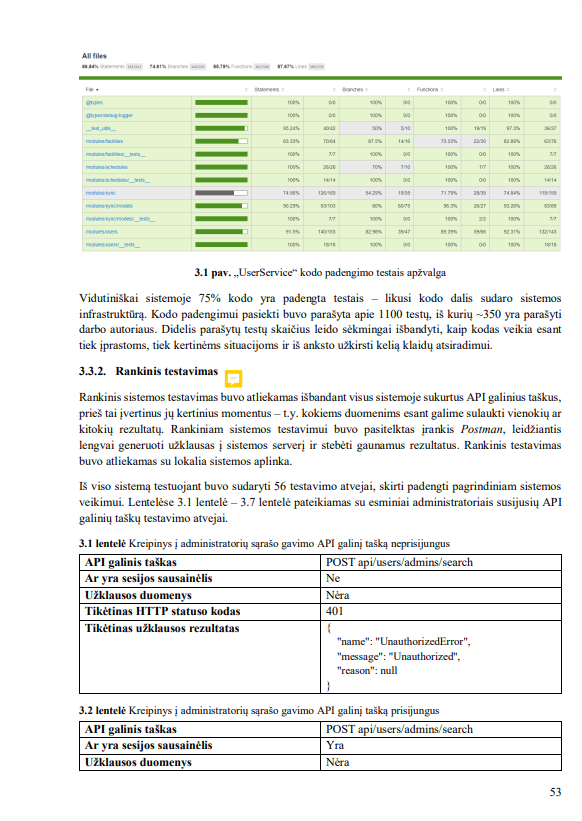 All files
86.84% Statements 74.61% Branches 85.79% Functions 87.67% Lines
File Statements Branches Functions Lines
@types 100% 0/0 100% 0/0 100% 0/0 100% 0/0
@types/debug-logger 100% 0/0 100% 0/0 100% 0/0 100% 0/0
__test_utils__ 95.24% 40/42 50% 5/10 100% 19/19 97.3% 36/37
modules/facilities 83.33% 70/84 87.5% 14/16 73.33% 22/30 82.89% 63/76
modules/facilities/__tests__ 100% 7/7 100% 0/0 100% 0/0 100% 7/7
modules/schedules 100% 26/26 70% 7/10 100% 7/7 100% 26/26
modules/schedules/__tests__ 100% 14/14 100% 0/0 100% 0/0 100% 14/14
modules/sync 74.56% 126/169 54.29% 19/35 71.79% 28/39 74.84% 119/159
modules/sync/models 90.29% 93/103 80% 60/75 96.3% 26/27 93.26% 83/89
modules/sync/models/__tests__ 100% 7/7 100% 0/0 100% 2/2 100% 7/7
modules/users 91.5% 140/153 82.98% 39/47 89.39% 59/66 92.31% 132/143
modules/users/__tests__ 100% 18/18 100% 0/0 100% 0/0 100% 18/18
3.1 pav. „UserService“ kodo padengimo testais apžvalga
Vidutiniškai sistemoje 75% kodo yra padengta testais – likusi kodo dalis sudaro sistemos
infrastruktūrą. Kodo padengimui pasiekti buvo parašyta apie 1100 testų, iš kurių ~350 yra parašyti
darbo autoriaus. Didelis parašytų testų skaičius leido sėkmingai išbandyti, kaip kodas veikia esant
tiek įprastoms, tiek kertinėms situacijoms ir iš anksto užkirsti kelią klaidų atsiradimui.
3.3.2. Rankinis testavimas
Rankinis sistemos testavimas buvo atliekamas išbandant visus sistemoje sukurtus API galinius taškus,
prieš tai įvertinus jų kertinius momentus – t.y. kokiems duomenims esant galime sulaukti vienokių ar
kitokių rezultatų. Rankiniam sistemos testavimui buvo pasitelktas įrankis Postman, leidžiantis
lengvai generuoti užklausas į sistemos serverį ir stebėti gaunamus rezultatus. Rankinis testavimas
buvo atliekamas su lokalia sistemos aplinka.
Iš viso sistemą testuojant buvo sudaryti 56 testavimo atvejai, skirti padengti pagrindiniam sistemos
veikimui. Lentelėse 3.1 lentelė – 3.7 lentelė pateikiamas su esminiai administratoriais susijusių API
galinių taškų testavimo atvejai.
3.1 lentelė Kreipinys į administratorių sąrašo gavimo API galinį tašką neprisijungus
API galinis taškas POST api/users/admins/search
Ar yra sesijos sausainėlis Ne
Užklausos duomenys Nėra
Tikėtinas HTTP statuso kodas 401
Tikėtinas užklausos rezultatas {
"name": "UnauthorizedError",
"message": "Unauthorized",
"reason": null
}
3.2 lentelė Kreipinys į administratorių sąrašo gavimo API galinį tašką prisijungus
API galinis taškas POST api/users/admins/search
Ar yra sesijos sausainėlis Yra
Užklausos duomenys Nėra
53